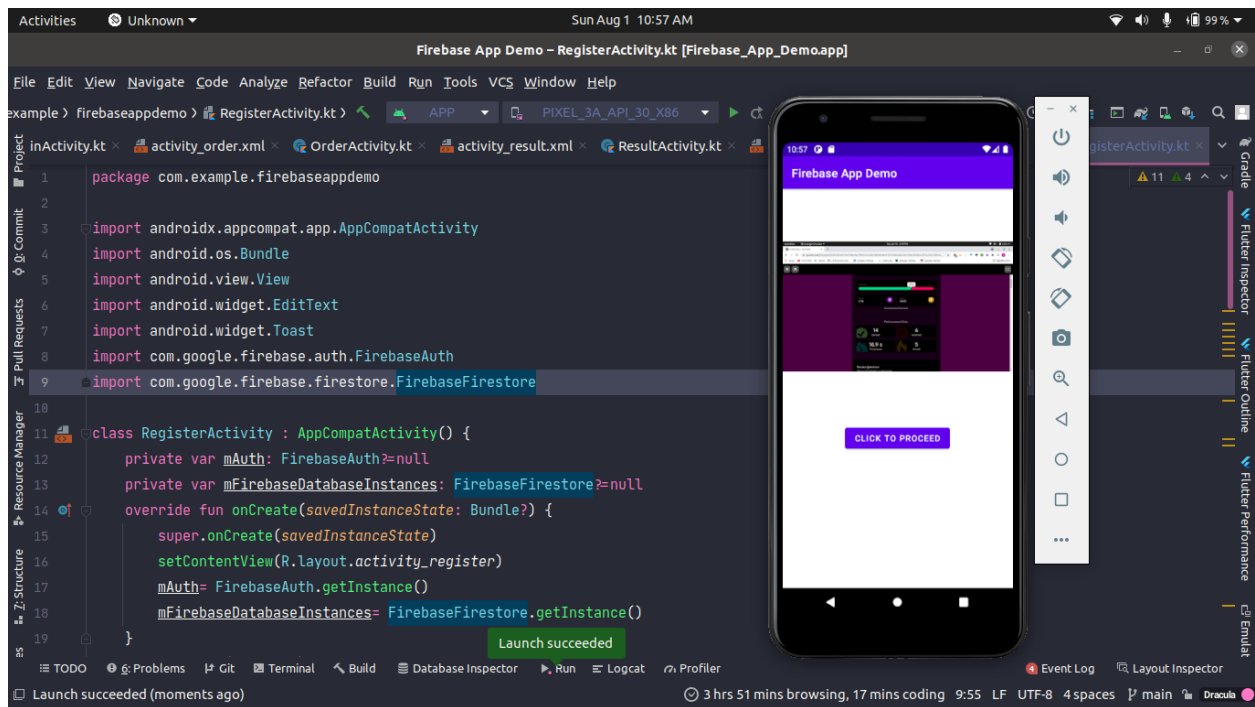 Activities Unknown Sun Aug 1 10:57 AM 99 %
Firebase App Demo – RegisterActivity.kt [Firebase_App_Demo.app]
File Edit View Navigate Code Analyze Refactor Build Run Tools VCS Window Help
example firebaseappdemo RegisterActivity.kt APP PIXEL_3A_API_30_X86
inActivity.kt activity_order.xml OrderActivity.kt activity_result.xml ResultActivity.kt gisterActivity.kt
11 4
1 package com.example.firebaseappdemo
2
3 import androidx.appcompat.app.AppCompatActivity
4 import android.os.Bundle
5 import android.view.View
6 import android.widget.EditText
7 import android.widget.Toast
8 import com.google.firebase.auth.FirebaseAuth
9 import com.google.firebase.firestore.FirebaseFirestore
10
11 class RegisterActivity : AppCompatActivity() {
12 private var mAuth: FirebaseAuth?=null
13 private var mFirebaseDatabaseInstances: FirebaseFirestore?=null
14 override fun onCreate(savedInstanceState: Bundle?) {
15 super.onCreate(savedInstanceState)
16 setContentView(R.layout.activity_register)
17 mAuth= FirebaseAuth.getInstance()
18 mFirebaseDatabaseInstances= FirebaseFirestore.getInstance()
19 }
Launch succeeded
Project
Commit
Pull Requests
Resource Manager
Z: Structure
es
10:57
Firebase App Demo
CLICK TO PROCEED
Gradle
Flutter Inspector
Flutter Outline
Flutter Performance
Emulat
TODO 6: Problems Git Terminal Build Database Inspector Run Logcat Profiler 4 Event Log Layout Inspector
Launch succeeded (moments ago) 3 hrs 51 mins browsing, 17 mins coding 9:55 LF UTF-8 4 spaces main Dracula